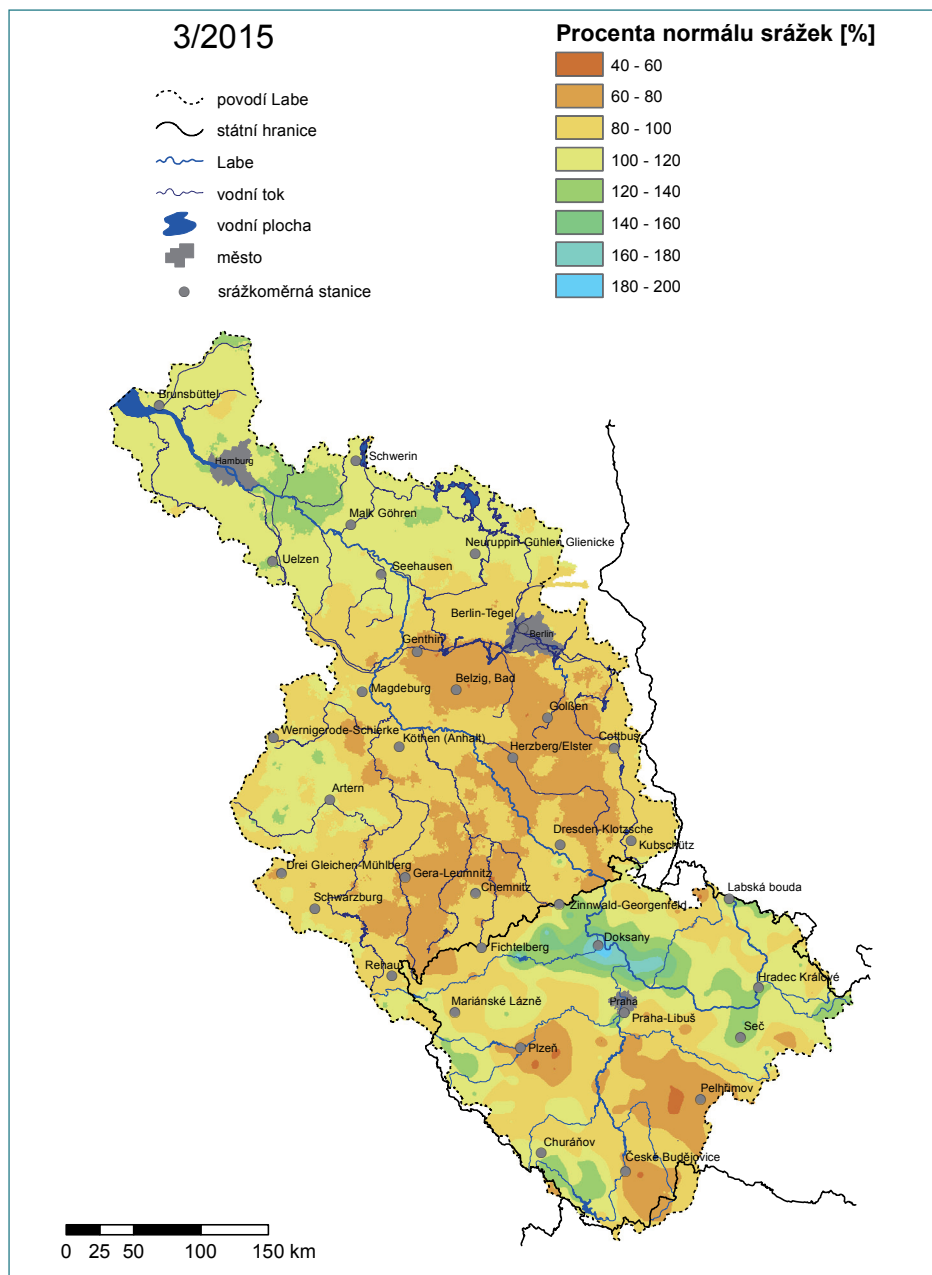 3/2015
povodí Labe
státní hranice
Labe
vodní tok
vodní plocha
město
srážkoměrná stanice
Procenta normálu srážek [%]
40 - 60
60 - 80
80 - 100
100 - 120
120 - 140
140 - 160
160 - 180
180 - 200
Brunsbüttel
Hamburg
Schwerin
Malk Göhren
Neuruppin-Gühlen Glienicke
Uelzen
Seehausen
Berlin-Tegel
Berlin
Genthin
Belzig, Bad
Magdeburg
Golßen
Wernigerode-Schierke
Köthen (Anhalt)
Herzberg/Elster
Cottbus
Artern
Dresden-Klotzsche
Kubschütz
Drei Gleichen-Mühlberg
Gera-Leumnitz
Chemnitz
Labská bouda
Schwarzburg
Zinnwald-Georgenfeld
Doksany
Fichtelberg
Rehau
Hradec Králové
Mariánské Lázně
Praha
Praha-Libuš
Seč
Plzeň
Pelhřimov
Churáňov
České Budějovice
0 25 50 100 150 km